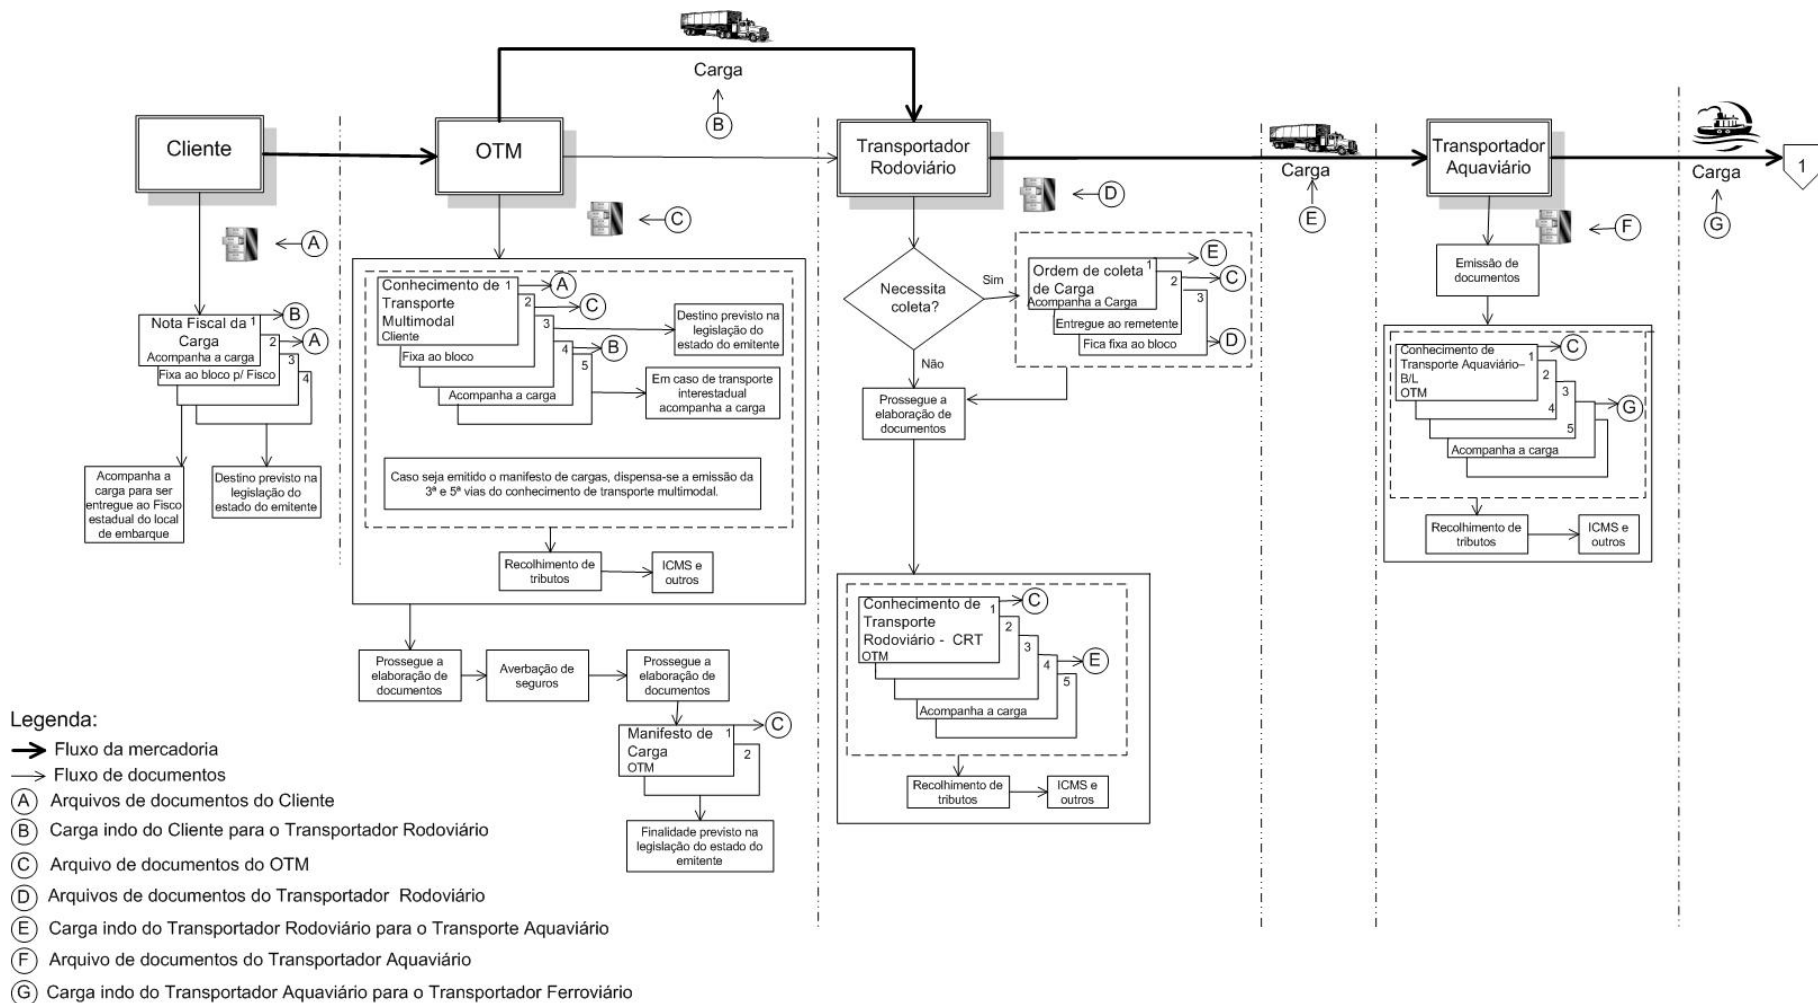 Carga
B
Cliente
OTM
Transportador
Rodoviário
Carga
E
Transportador
Aquaviário
Carga
G
1
A
C
D
F
Nota Fiscal da
Carga
Acompanha a carga
1
B
Fixa ao bloco p/ Fisco
2
A
3
4
Acompanha a
carga para ser
entregue ao Fisco
estadual do local
de embarque
Destino previsto na
legislação do
estado do emitente
Conhecimento de
Transporte
Multimodal
Cliente
1
A
Fixa ao bloco
2
C
3
Destino previsto na
legislação do
estado do emitente
4
B
Acompanha a carga
5
Em caso de transporte
interestadual
acompanha a carga
Caso seja emitido o manifesto de cargas, dispensa-se a emissão da
3ª e 5ª vias do conhecimento de transporte multimodal.
Recolhimento de
tributos
ICMS e
outros
Prossegue a
elaboração de
documentos
Averbação de
seguros
Prossegue a
elaboração de
documentos
Manifesto de
Carga
OTM
1
C
2
Finalidade previsto na
legislação do estado do
emitente
Necessita
coleta?
Sim
Não
Ordem de coleta
de Carga
Acompanha a Carga
1
E
Entregue ao remetente
2
C
Fica fixa ao bloco
3
D
Prossegue a
elaboração de
documentos
Conhecimento de
Transporte
Rodoviário - CRT
OTM
1
C
2
3
4
E
Acompanha a carga
5
Recolhimento de
tributos
ICMS e
outros
Emissão de
documentos
Conhecimento de
Transporte Aquaviário–
B/L
OTM
1
C
2
3
4
G
5
Acompanha a carga
Recolhimento de
tributos
ICMS e
outros
Legenda:
Fluxo da mercadoria
Fluxo de documentos
A Arquivos de documentos do Cliente
B Carga indo do Cliente para o Transportador Rodoviário
C Arquivo de documentos do OTM
D Arquivos de documentos do Transportador Rodoviário
E Carga indo do Transportador Rodoviário para o Transporte Aquaviário
F Arquivo de documentos do Transportador Aquaviário
G Carga indo do Transportador Aquaviário para o Transportador Ferroviário